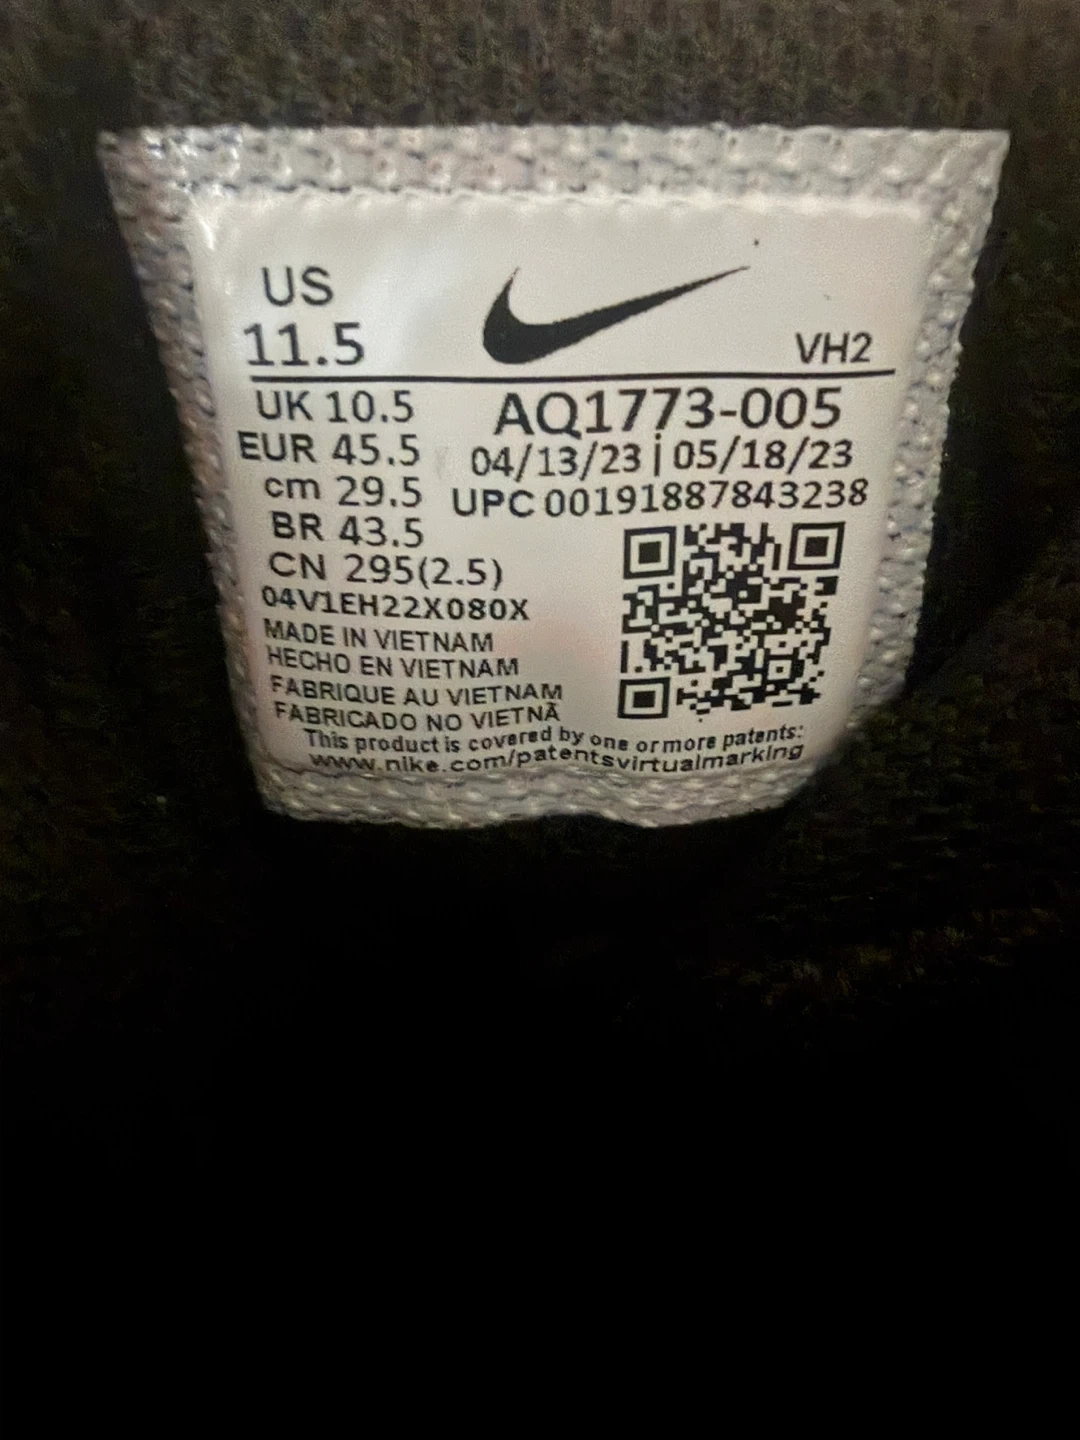 US
11.5
VH2
UK 10.5
AQ1773-005
EUR 45.5
04/13/23 | 05/18/23
cm 29.5
UPC 00191887843238
BR 43.5
CN 295(2.5)
04V1EH22X080X
MADE IN VIETNAM
HECHO EN VIETNAM
FABRIQUE AU VIETNAM
FABRICADO NO VIETNÃ
This product is covered by one or more patents:
www.nike.com/patentsvirtualmarking